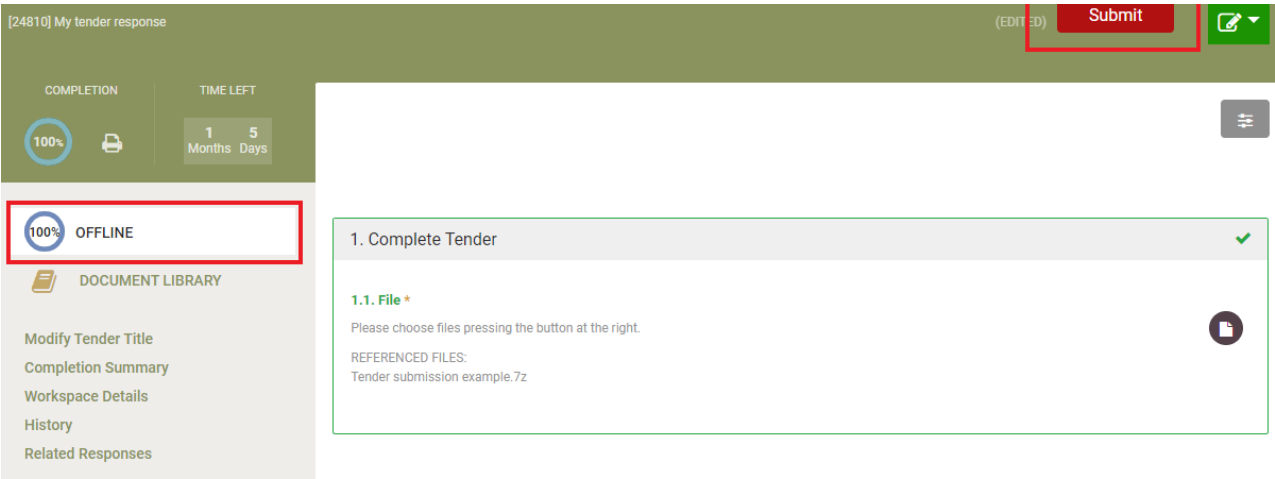 [24810] My tender response
(EDITED)
Submit
COMPLETION
TIME LEFT
100%
1 5
Months Days
100% OFFLINE
DOCUMENT LIBRARY
Modify Tender Title
Completion Summary
Workspace Details
History
Related Responses
1. Complete Tender
1.1. File *
Please choose files pressing the button at the right.
REFERENCED FILES:
Tender submission example.7z